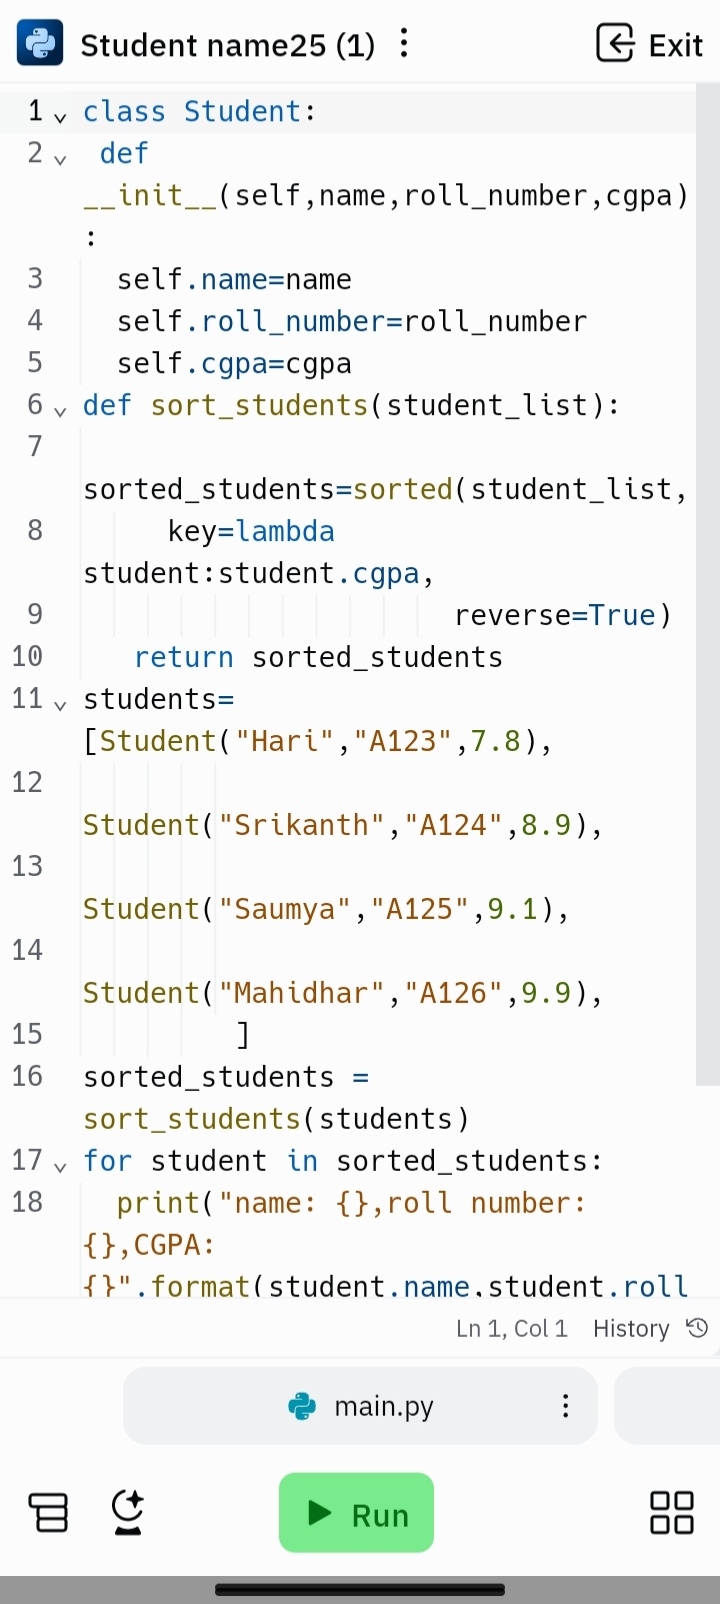 Student name25 (1)
Exit
1 class Student:
2 def
__init__(self,name,roll_number,cgpa)
:
3 self.name=name
4 self.roll_number=roll_number
5 self.cgpa=cgpa
6 def sort_students(student_list):
7
sorted_students=sorted(student_list,
8 key=lambda
student:student.cgpa,
9 reverse=True)
10 return sorted_students
11 students=
[Student("Hari","A123",7.8),
12
Student("Srikanth","A124",8.9),
13
Student("Saumya","A125",9.1),
14
Student("Mahidhar","A126",9.9),
15 ]
16 sorted_students =
sort_students(students)
17 for student in sorted_students:
18 print("name: {},roll number:
{},CGPA:
{}".format(student.name,student.roll
Ln 1, Col 1 History
main.py
Run